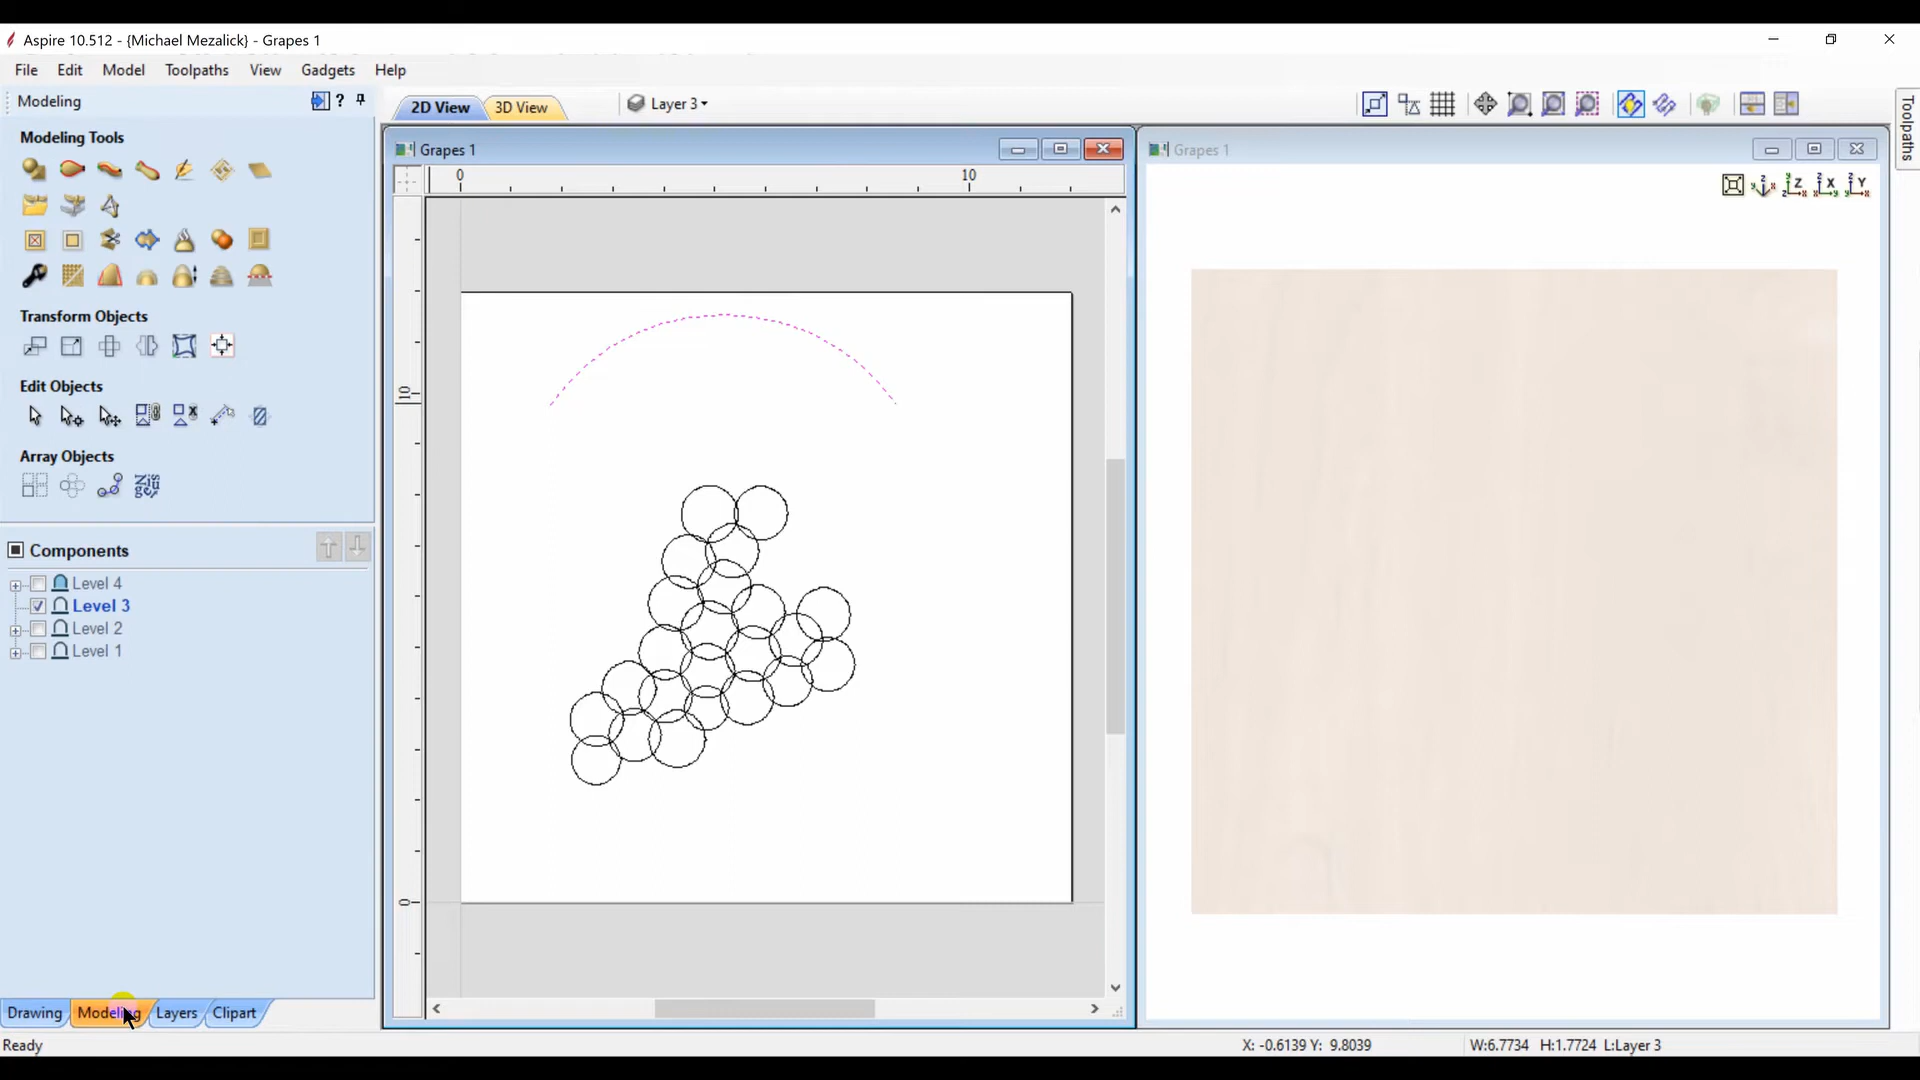 Aspire 10.512 - {Michael Mezalick} - Grapes 1
File Edit Model Toolpaths View Gadgets Help
Modeling
?
2D View 3D View
Layer 3
Toolpaths
Modeling Tools
Grapes 1
Grapes 1
0 10
Z X Y
Transform Objects
Edit Objects
10
Array Objects
Components
Level 4
Level 3
Level 2
Level 1
0
Drawing Modeling Layers Clipart
Ready
X: -0.6139 Y: 9.8039
W:6.7734 H:1.7724 L:Layer 3